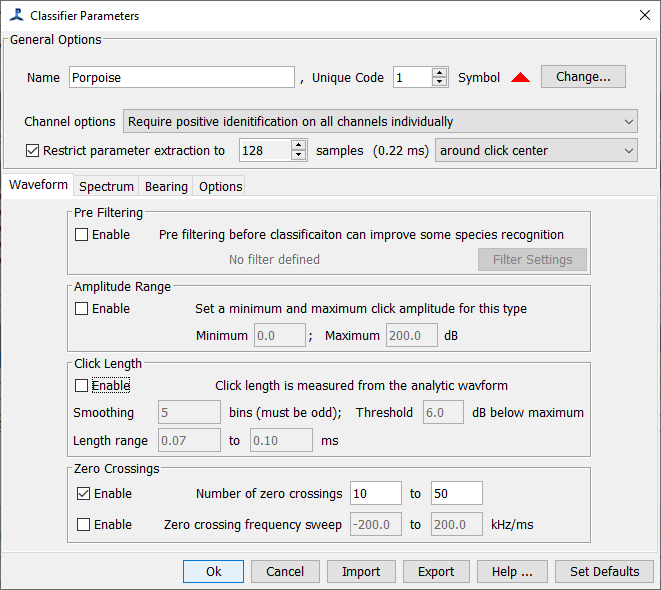 Classifier Parameters
General Options
Name Porpoise , Unique Code 1 Symbol Change...
Channel options Require positive idenitification on all channels individually
Restrict parameter extraction to 128 samples (0.22 ms) around click center
Waveform Spectrum Bearing Options
Pre Filtering
Enable Pre filtering before classificaiton can improve some species recognition
No filter defined Filter Settings
Amplitude Range
Enable Set a minimum and maximum click amplitude for this type
Minimum 0.0 ; Maximum 200.0 dB
Click Length
Enable Click length is measured from the analytic wavform
Smoothing 5 bins (must be odd); Threshold 6.0 dB below maximum
Length range 0.07 to 0.10 ms
Zero Crossings
Enable Number of zero crossings 10 to 50
Enable Zero crossing frequency sweep -200.0 to 200.0 kHz/ms
Ok Cancel Import Export Help ... Set Defaults